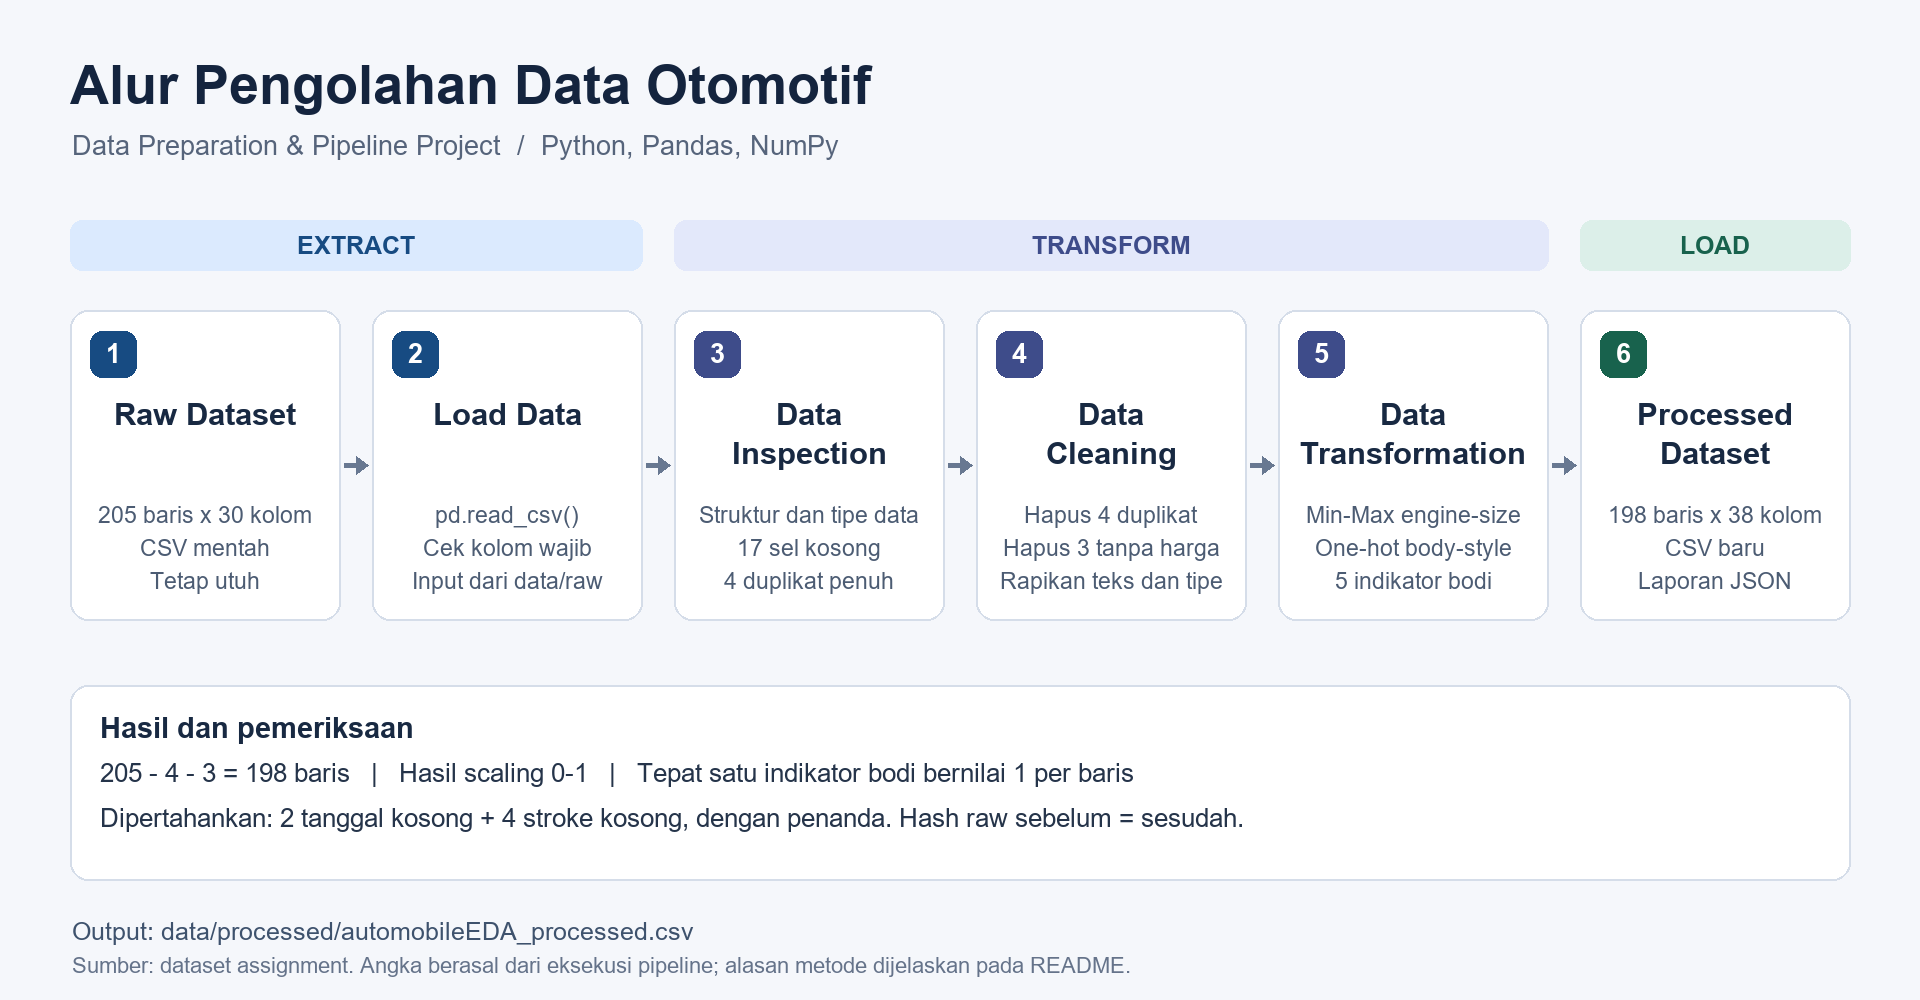 Alur Pengolahan Data Otomotif
Data Preparation & Pipeline Project / Python, Pandas, NumPy
EXTRACT
TRANSFORM
LOAD
1
Raw Dataset
205 baris x 30 kolom
CSV mentah
Tetap utuh
2
Load Data
pd.read_csv()
Cek kolom wajib
Input dari data/raw
3
Data
Inspection
Struktur dan tipe data
17 sel kosong
4 duplikat penuh
4
Data
Cleaning
Hapus 4 duplikat
Hapus 3 tanpa harga
Rapikan teks dan tipe
5
Data
Transformation
Min-Max engine-size
One-hot body-style
5 indikator bodi
6
Processed
Dataset
198 baris x 38 kolom
CSV baru
Laporan JSON
Hasil dan pemeriksaan
205 - 4 - 3 = 198 baris | Hasil scaling 0-1 | Tepat satu indikator bodi bernilai 1 per baris
Dipertahankan: 2 tanggal kosong + 4 stroke kosong, dengan penanda. Hash raw sebelum = sesudah.
Output: data/processed/automobileEDA_processed.csv
Sumber: dataset assignment. Angka berasal dari eksekusi pipeline; alasan metode dijelaskan pada README.